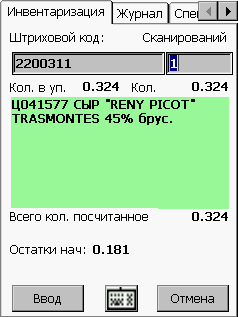 Инвентаризация Журнал Спе
Штриховой код: Сканирований
2200311 1
Кол. в уп. 0.324 Кол. 0.324
Ц041577 СЫР "RENY PICOT"
TRASMONTES 45% брус.
Всего кол. посчитанное 0.324
Остатки нач: 0.181
Ввод Отмена